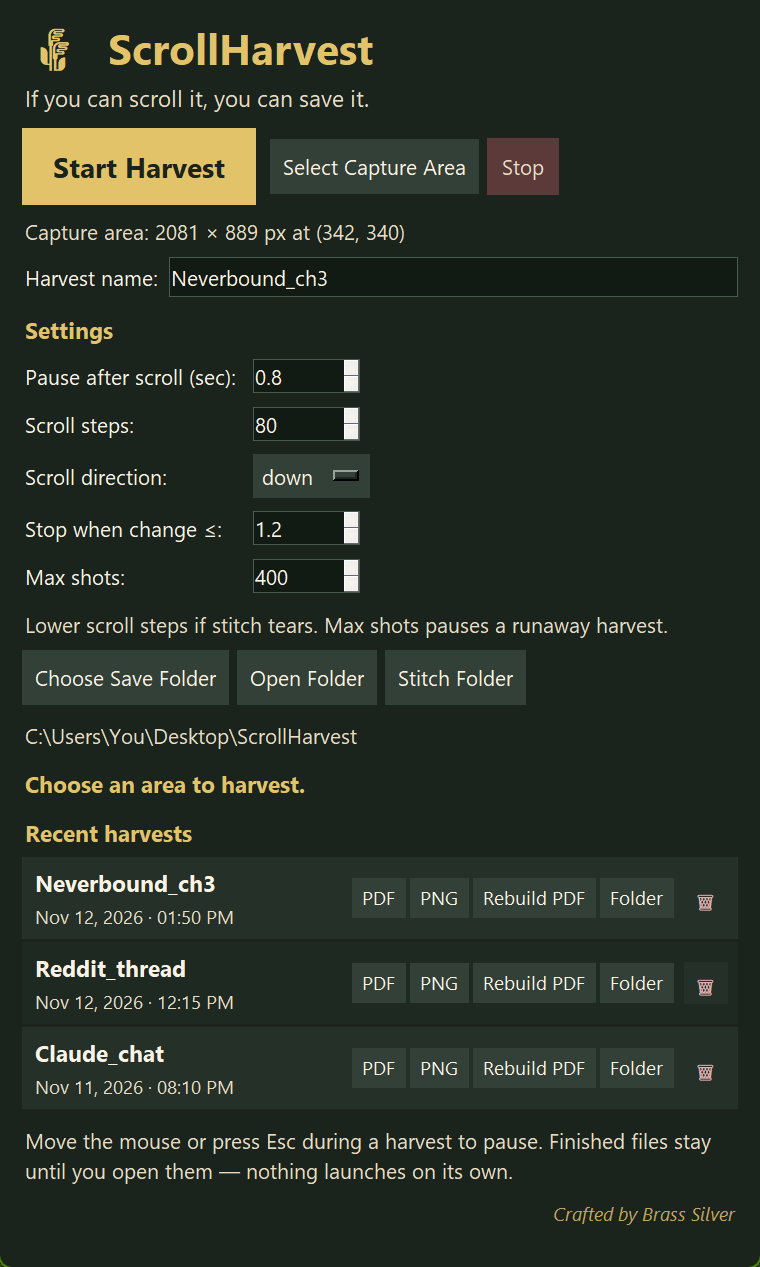 ScrollHarvest
If you can scroll it, you can save it.
Start Harvest Select Capture Area Stop
Capture area: 2081 × 889 px at (342, 340)
Harvest name: Neverbound_ch3
Settings
Pause after scroll (sec): 0.8
Scroll steps: 80
Scroll direction: down
Stop when change ≤: 1.2
Max shots: 400
Lower scroll steps if stitch tears. Max shots pauses a runaway harvest.
Choose Save Folder Open Folder Stitch Folder
C:\Users\You\Desktop\ScrollHarvest
Choose an area to harvest.
Recent harvests
Neverbound_ch3
Nov 12, 2026 · 01:50 PM
PDF PNG Rebuild PDF Folder
Reddit_thread
Nov 12, 2026 · 12:15 PM
PDF PNG Rebuild PDF Folder
Claude_chat
Nov 11, 2026 · 08:10 PM
PDF PNG Rebuild PDF Folder
Move the mouse or press Esc during a harvest to pause. Finished files stay
until you open them — nothing launches on its own.
Crafted by Brass Silver